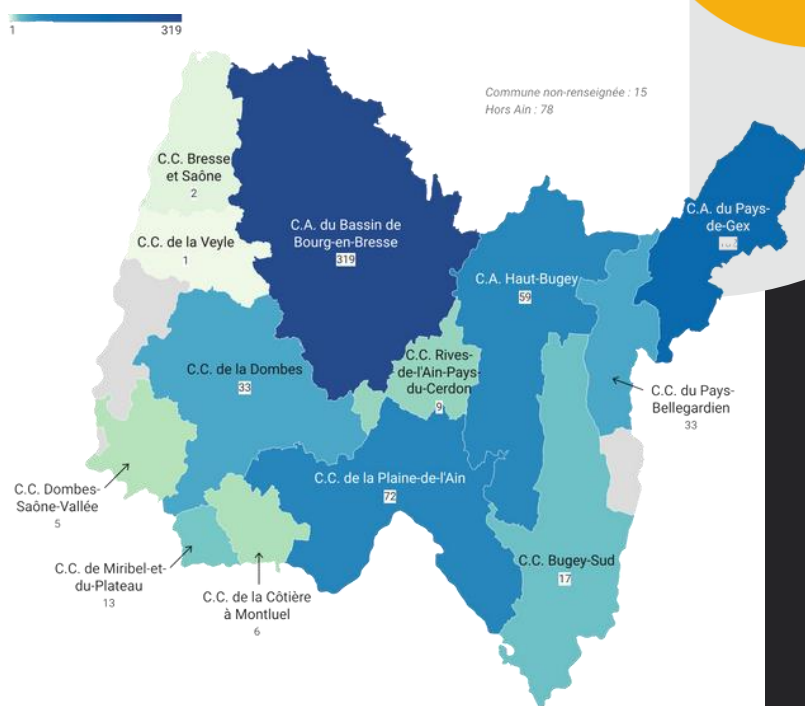 1
319
Commune non-renseignée : 15
Hors Ain : 78
C.C. Bresse
et Saône
2
C.C. de la Veyle
1
C.A. du Bassin de
Bourg-en-Bresse
319
C.A. du Pays-
de-Gex
C.A. Haut-Bugey
59
C.C. de la Dombes
33
C.C. Rives-
de-l'Ain-Pays-
du-Cerdon
9
C.C. du Pays-
Bellegardien
33
C.C. Dombes-
Saône-Vallée
5
C.C. de la Plaine-de-l'Ain
72
C.C. de Miribel-et-
du-Plateau
13
C.C. de la Côtière
à Montluel
6
C.C. Bugey-Sud
17